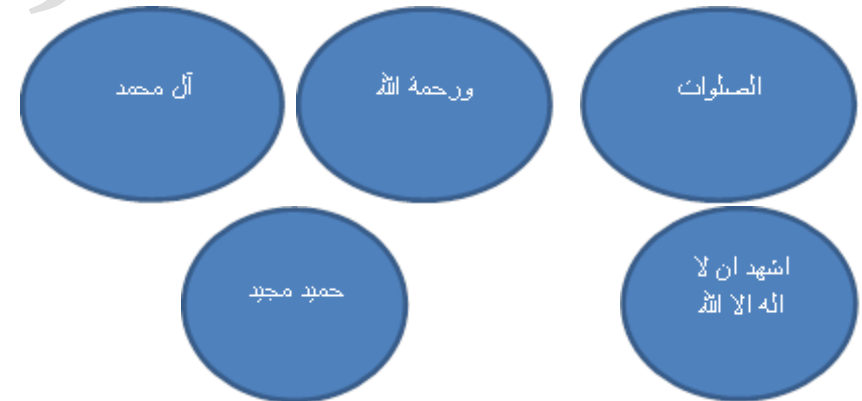 الصلوات
ورحمة الله
آل محمد
اشهد ان لا
اله الا الله
حميد مجيد